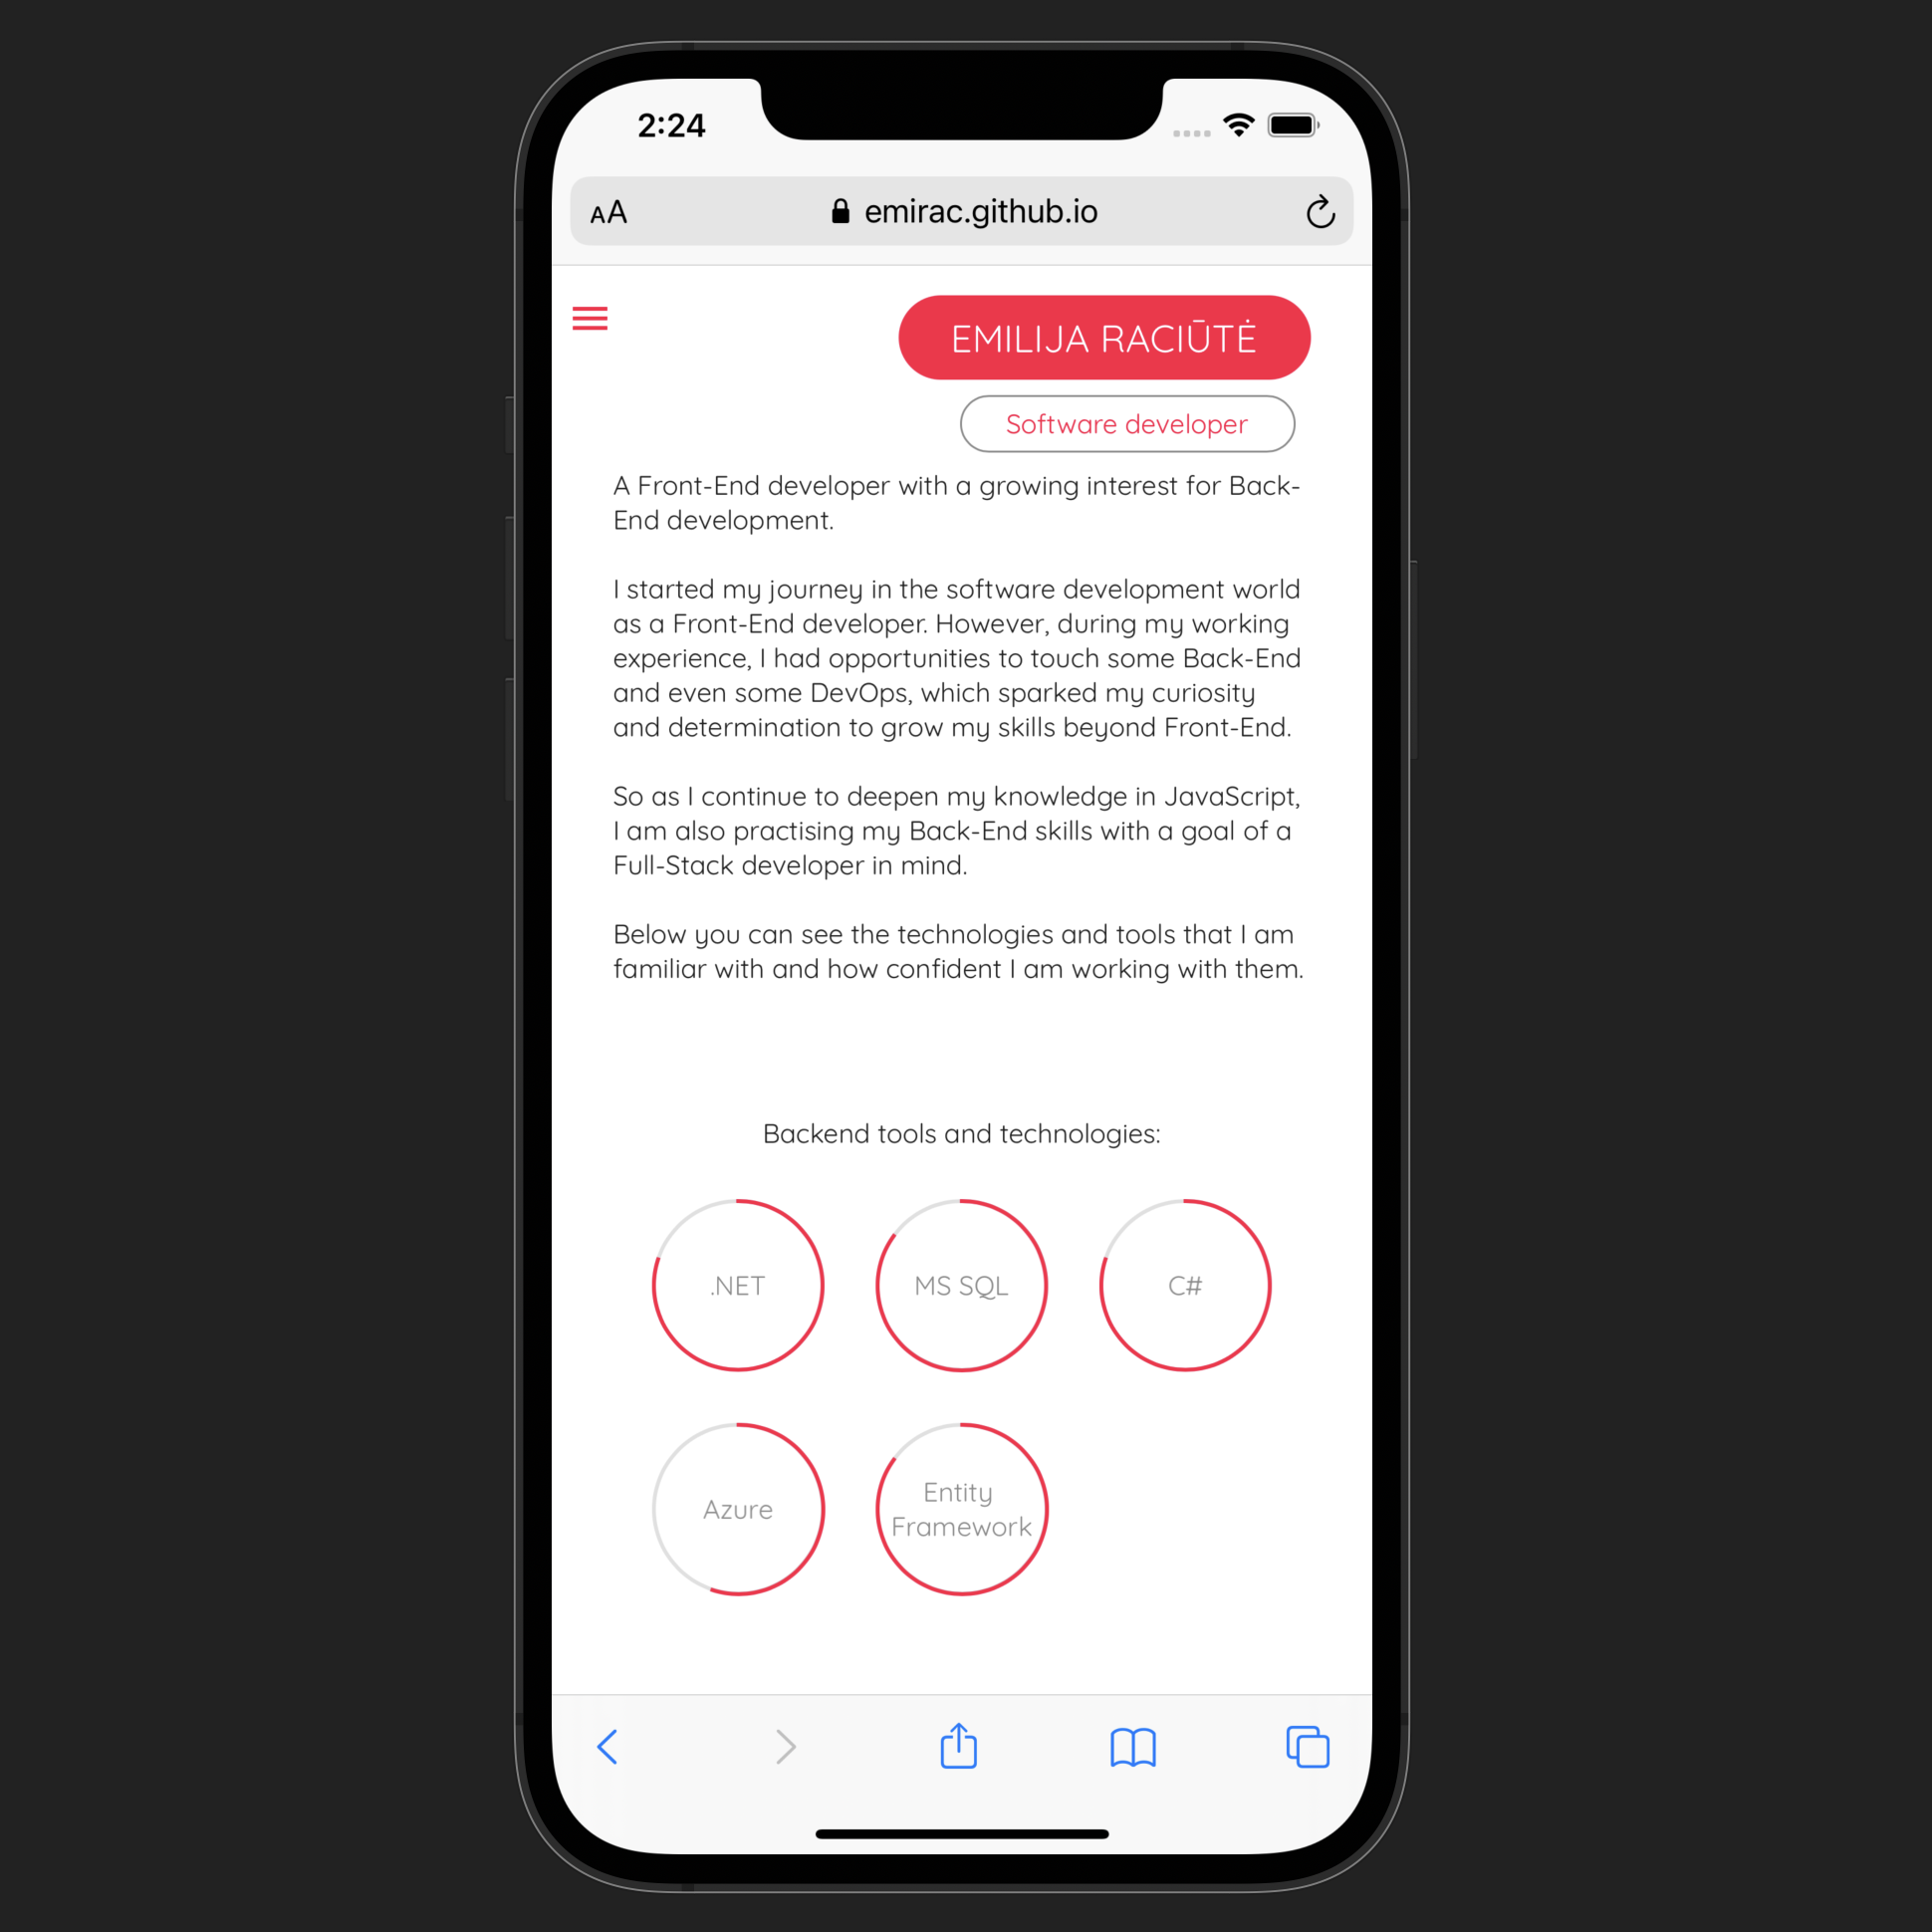 2:24
AA emirac.github.io
EMILIJA RACIŪTĖ
Software developer
A Front-End developer with a growing interest for Back-
End development.
I started my journey in the software development world
as a Front-End developer. However, during my working
experience, I had opportunities to touch some Back-End
and even some DevOps, which sparked my curiosity
and determination to grow my skills beyond Front-End.
So as I continue to deepen my knowledge in JavaScript,
I am also practising my Back-End skills with a goal of a
Full-Stack developer in mind.
Below you can see the technologies and tools that I am
familiar with and how confident I am working with them.
Backend tools and technologies:
.NET MS SQL C#
Azure
Entity
Framework